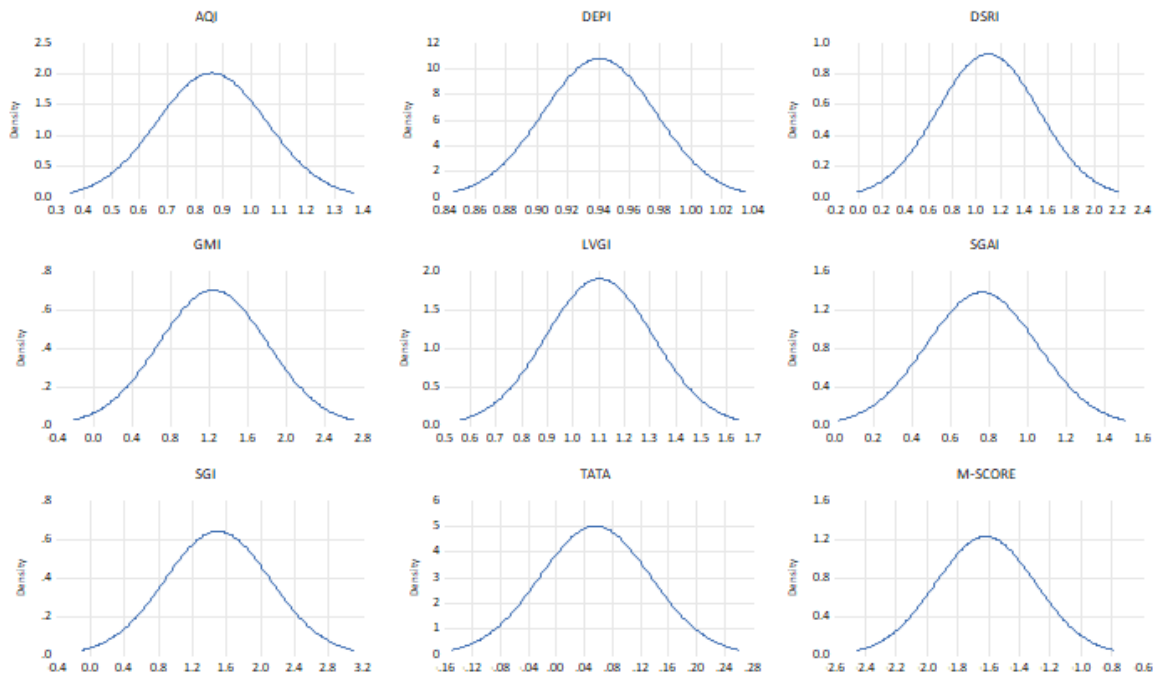 AQI
2.5
2.0
1.5
1.0
0.5
0.0
Density
0.3 0.4 0.5 0.6 0.7 0.8 0.9 1.0 1.1 1.2 1.3 1.4
DEPI
12
10
8
6
4
2
0
Density
0.84 0.86 0.88 0.90 0.92 0.94 0.96 0.98 1.00 1.02 1.04
DSRI
1.0
0.8
0.6
0.4
0.2
0.0
Density
-0.2 0.0 0.2 0.4 0.6 0.8 1.0 1.2 1.4 1.6 1.8 2.0 2.2 2.4
GMI
.8
.6
.4
.2
.0
Density
-0.4 0.0 0.4 0.8 1.2 1.6 2.0 2.4 2.8
LVGI
2.0
1.5
1.0
0.5
0.0
Density
0.5 0.6 0.7 0.8 0.9 1.0 1.1 1.2 1.3 1.4 1.5 1.6 1.7
SGAI
1.6
1.2
0.8
0.4
0.0
Density
0.0 0.2 0.4 0.6 0.8 1.0 1.2 1.4 1.6
SGI
.8
.6
.4
.2
.0
Density
-0.4 0.0 0.4 0.8 1.2 1.6 2.0 2.4 2.8 3.2
TATA
6
5
4
3
2
1
0
Density
-.16 -.12 -.08 -.04 .00 .04 .08 .12 .16 .20 .24 .28
M-SCORE
1.6
1.2
0.8
0.4
0.0
Density
-2.6 -2.4 -2.2 -2.0 -1.8 -1.6 -1.4 -1.2 -1.0 -0.8 -0.6